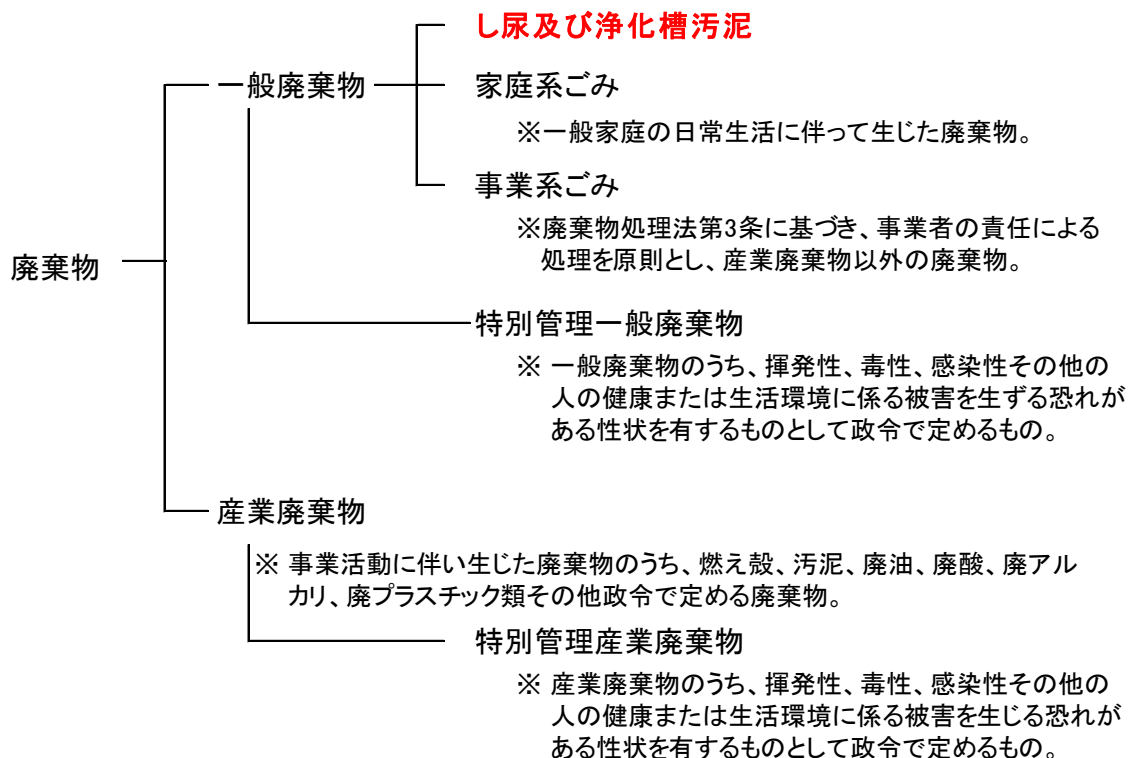 し尿及び浄化槽汚泥
一般廃棄物
家庭系ごみ
※一般家庭の日常生活に伴って生じた廃棄物。
事業系ごみ
※廃棄物処理法第3条に基づき、事業者の責任による
処理を原則とし、産業廃棄物以外の廃棄物。
廃棄物
特別管理一般廃棄物
※ 一般廃棄物のうち、揮発性、毒性、感染性その他の
人の健康または生活環境に係る被害を生ずる恐れが
ある性状を有するものとして政令で定めるもの。
産業廃棄物
※ 事業活動に伴い生じた廃棄物のうち、燃え殻、汚泥、廃油、廃酸、廃アル
カリ、廃プラスチック類その他政令で定める廃棄物。
特別管理産業廃棄物
※ 産業廃棄物のうち、揮発性、毒性、感染性その他の
人の健康または生活環境に係る被害を生じる恐れが
ある性状を有するものとして政令で定めるもの。